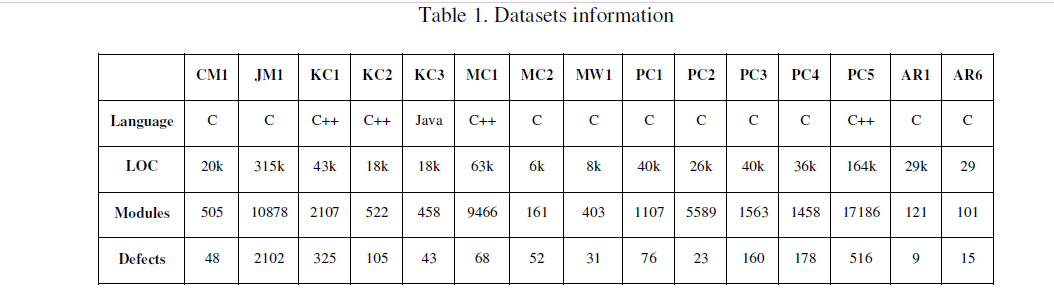 Table 1. Datasets information
CM1 JM1 KC1 KC2 KC3 MC1 MC2 MW1 PC1 PC2 PC3 PC4 PC5 AR1 AR6
Language C C C++ C++ Java C++ C C C C C C C++ C C
LOC 20k 315k 43k 18k 18k 63k 6k 8k 40k 26k 40k 36k 164k 29k 29
Modules 505 10878 2107 522 458 9466 161 403 1107 5589 1563 1458 17186 121 101
Defects 48 2102 325 105 43 68 52 31 76 23 160 178 516 9 15